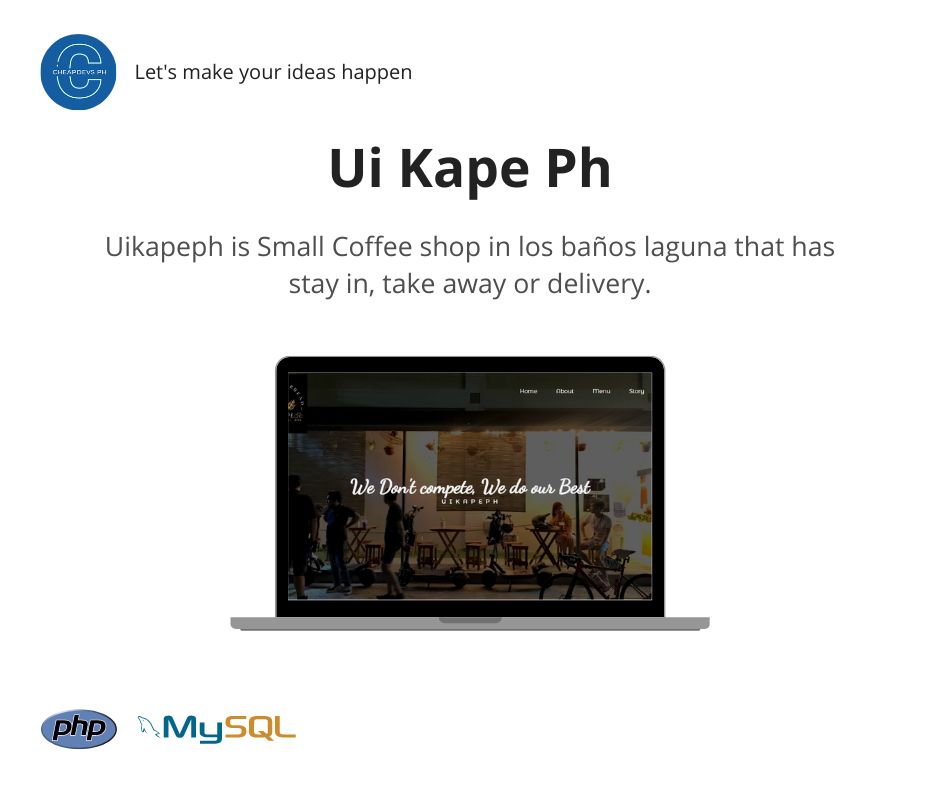 CHEAPDEVS PH
Let's make your ideas happen
Ui Kape Ph
Uikapeph is Small Coffee shop in los baños laguna that has
stay in, take away or delivery.
Home About Menu Story
We Don't compete, We do our Best
UIKAPEPH
php
MySQL